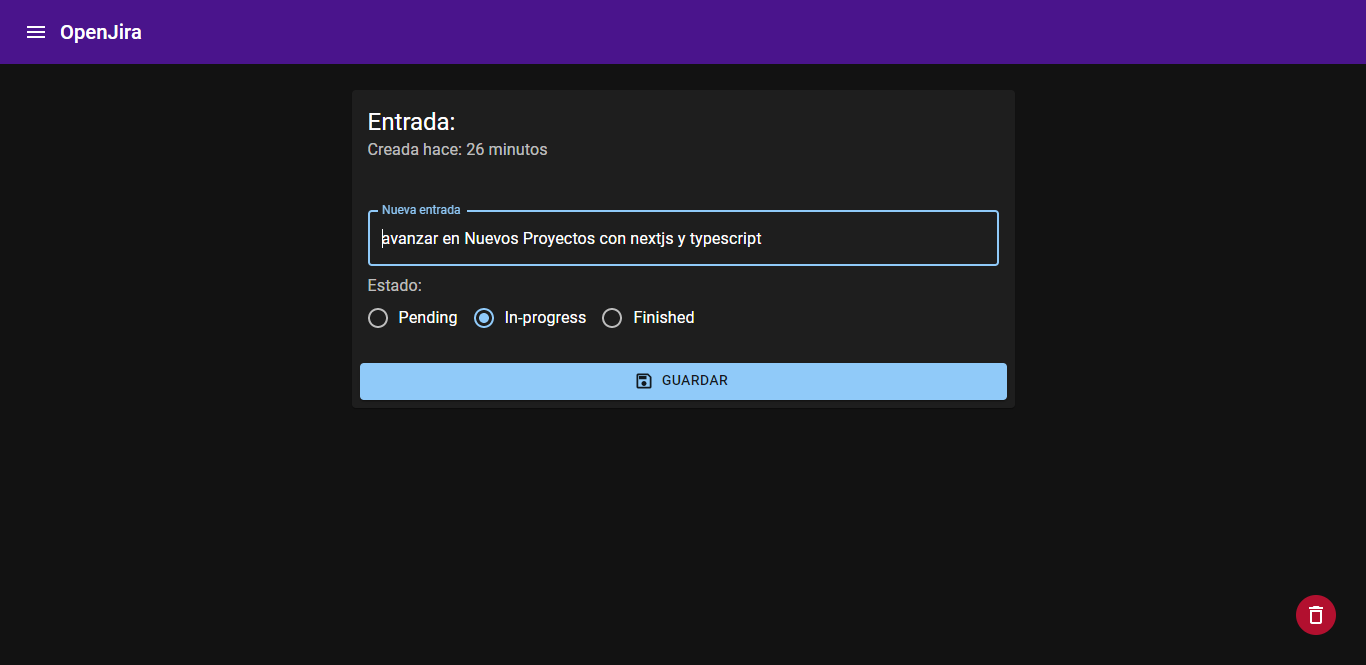 OpenJira
Entrada:
Creada hace: 26 minutos
Nueva entrada
avanzar en Nuevos Proyectos con nextjs y typescript
Estado:
Pending In-progress Finished
GUARDAR